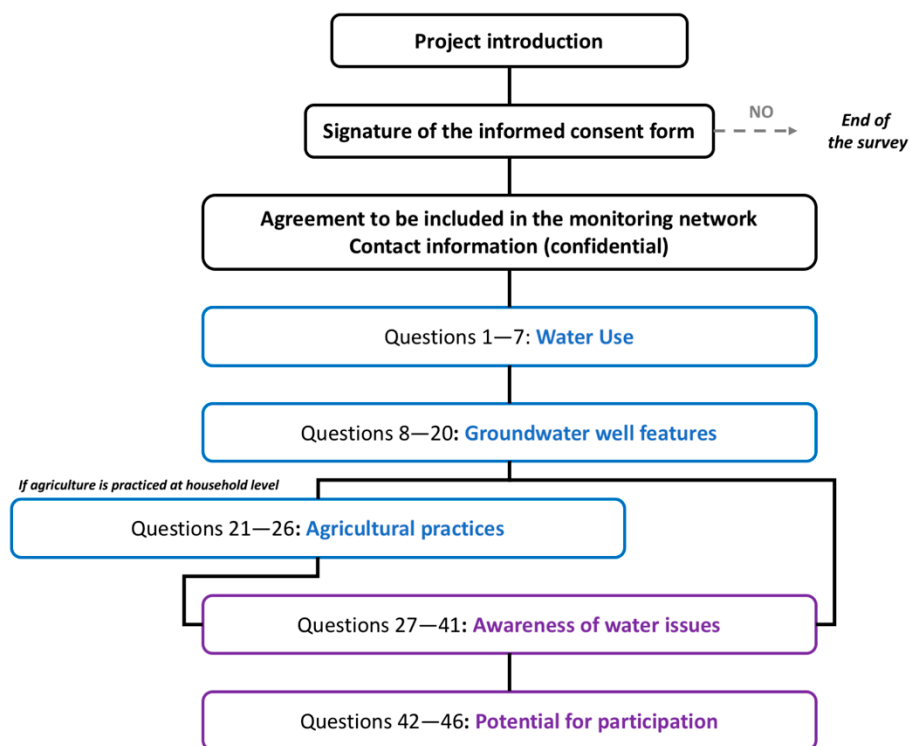 Project introduction
Signature of the informed consent form
NO
End of
the survey
Agreement to be included in the monitoring network
Contact information (confidential)
Questions 1—7: Water Use
Questions 8—20: Groundwater well features
If agriculture is practiced at household level
Questions 21—26: Agricultural practices
Questions 27—41: Awareness of water issues
Questions 42—46: Potential for participation